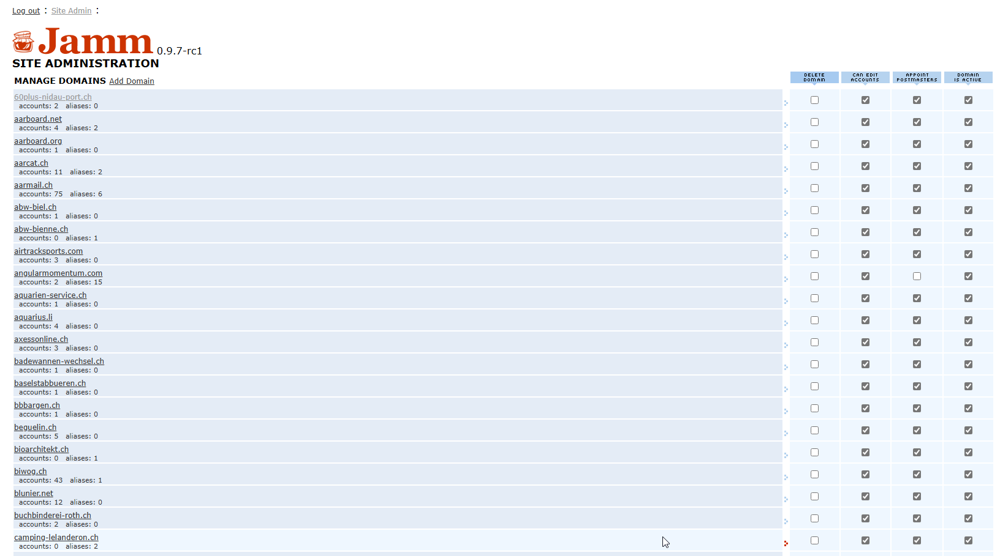 Log out : Site Admin :
Jamm 0.9.7-rc1
SITE ADMINISTRATION
MANAGE DOMAINS Add Domain
DELETE DOMAIN
CAN EDIT ACCOUNTS
APPOINT POSTMASTERS
DOMAIN IS ACTIVE
60plus-nidau-port.ch
accounts: 2 aliases: 0
aarboard.net
accounts: 4 aliases: 2
aarboard.org
accounts: 1 aliases: 0
aarcat.ch
accounts: 11 aliases: 2
aarmail.ch
accounts: 75 aliases: 6
abw-biel.ch
accounts: 1 aliases: 0
abw-bienne.ch
accounts: 0 aliases: 1
airtracksports.com
accounts: 3 aliases: 0
angularmomentum.com
accounts: 2 aliases: 15
aquarien-service.ch
accounts: 1 aliases: 0
aquarius.li
accounts: 4 aliases: 0
axessonline.ch
accounts: 3 aliases: 0
badewannen-wechsel.ch
accounts: 1 aliases: 0
baselstabbueren.ch
accounts: 1 aliases: 0
bbbargen.ch
accounts: 1 aliases: 0
beguelin.ch
accounts: 5 aliases: 0
bioarchitekt.ch
accounts: 0 aliases: 1
biwog.ch
accounts: 43 aliases: 1
blunier.net
accounts: 12 aliases: 0
buchbinderei-roth.ch
accounts: 2 aliases: 0
camping-lelanderon.ch
accounts: 0 aliases: 2